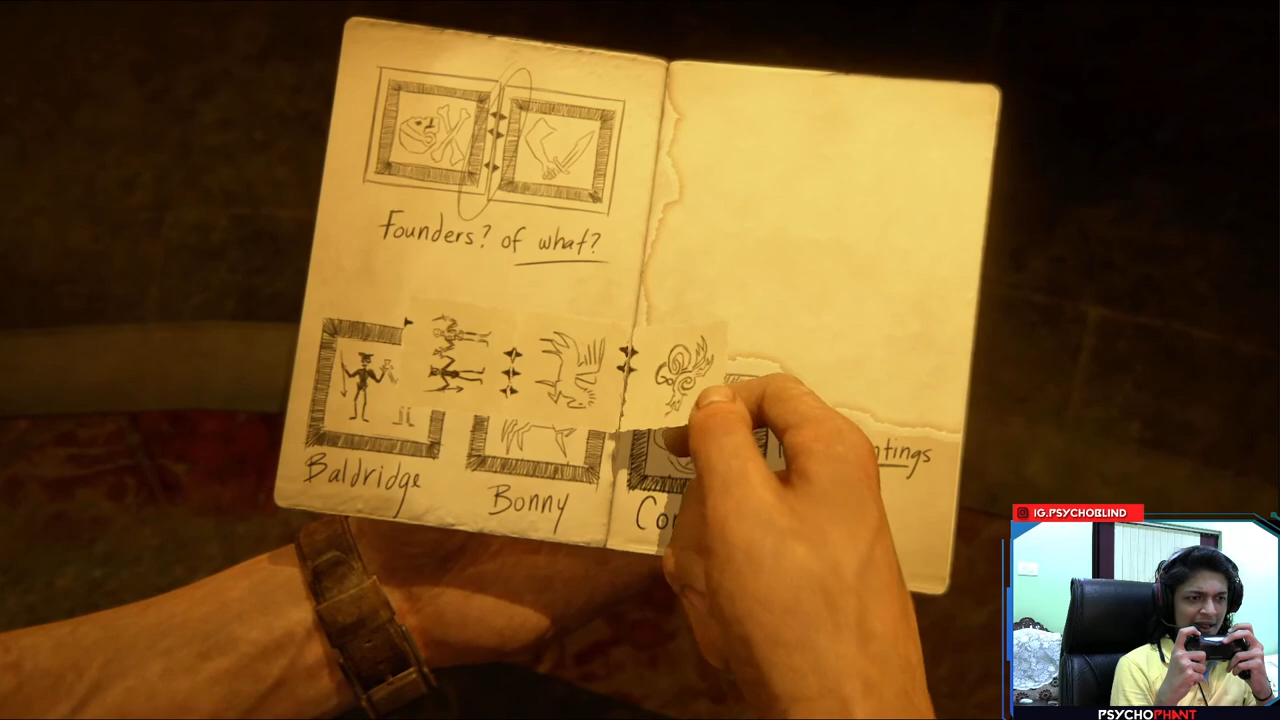 Founders? of what?
Baldridge
Bonny
IG.PSYCHOBLIND
PSYCHOPHANT